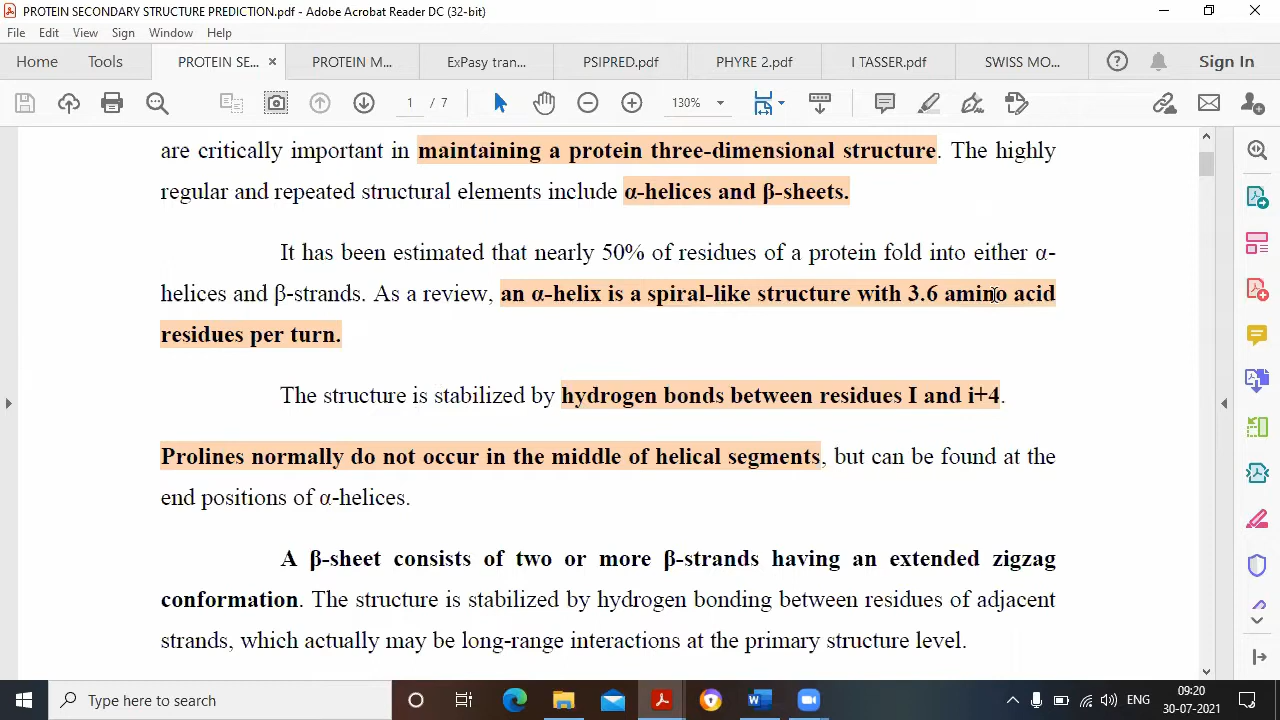 PROTEIN SECONDARY STRUCTURE PREDICTION.pdf - Adobe Acrobat Reader DC (32-bit)
File Edit View Sign Window Help
Home Tools PROTEIN SE... × PROTEIN M... ExPasy tran... PSIPRED.pdf PHYRE 2.pdf I TASSER.pdf SWISS MO... Sign In
1 / 7 130%
are critically important in maintaining a protein three-dimensional structure. The highly
regular and repeated structural elements include α-helices and β-sheets.
It has been estimated that nearly 50% of residues of a protein fold into either α-
helices and β-strands. As a review, an α-helix is a spiral-like structure with 3.6 amino acid
residues per turn.
The structure is stabilized by hydrogen bonds between residues I and i+4.
Prolines normally do not occur in the middle of helical segments, but can be found at the
end positions of α-helices.
A β-sheet consists of two or more β-strands having an extended zigzag
conformation. The structure is stabilized by hydrogen bonding between residues of adjacent
strands, which actually may be long-range interactions at the primary structure level.
Type here to search
ENG
09:20
30-07-2021